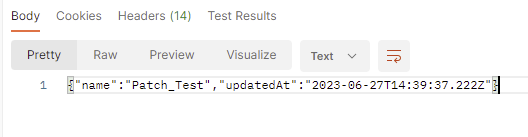 Body Cookies Headers (14) Test Results
Pretty Raw Preview Visualize Text
1 {"name":"Patch_Test","updatedAt":"2023-06-27T14:39:37.222Z"}